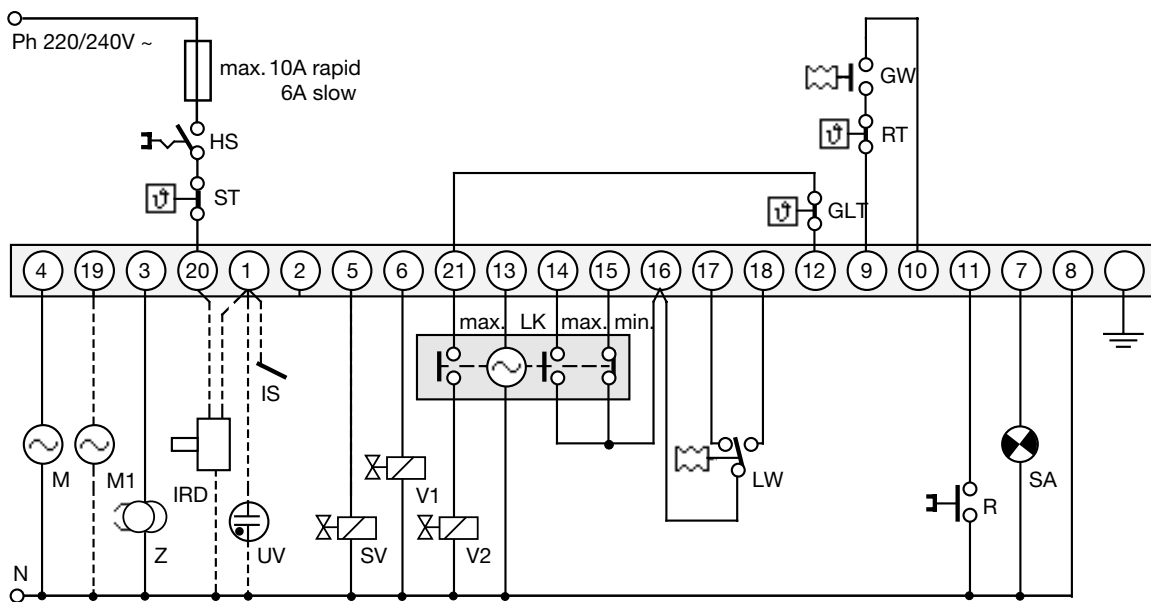 Ph 220/240V ~
max. 10A rapid
6A slow
HS
ST
GW
RT
GLT
ϑ
ϑ
ϑ
4 19 3 20 1 2 5 6 21 13 14 15 16 17 18 12 9 10 11 7 8
max. LK max. min.
IS
M
M1
IRD
Z
UV
SV
V1
V2
LW
R
SA
N